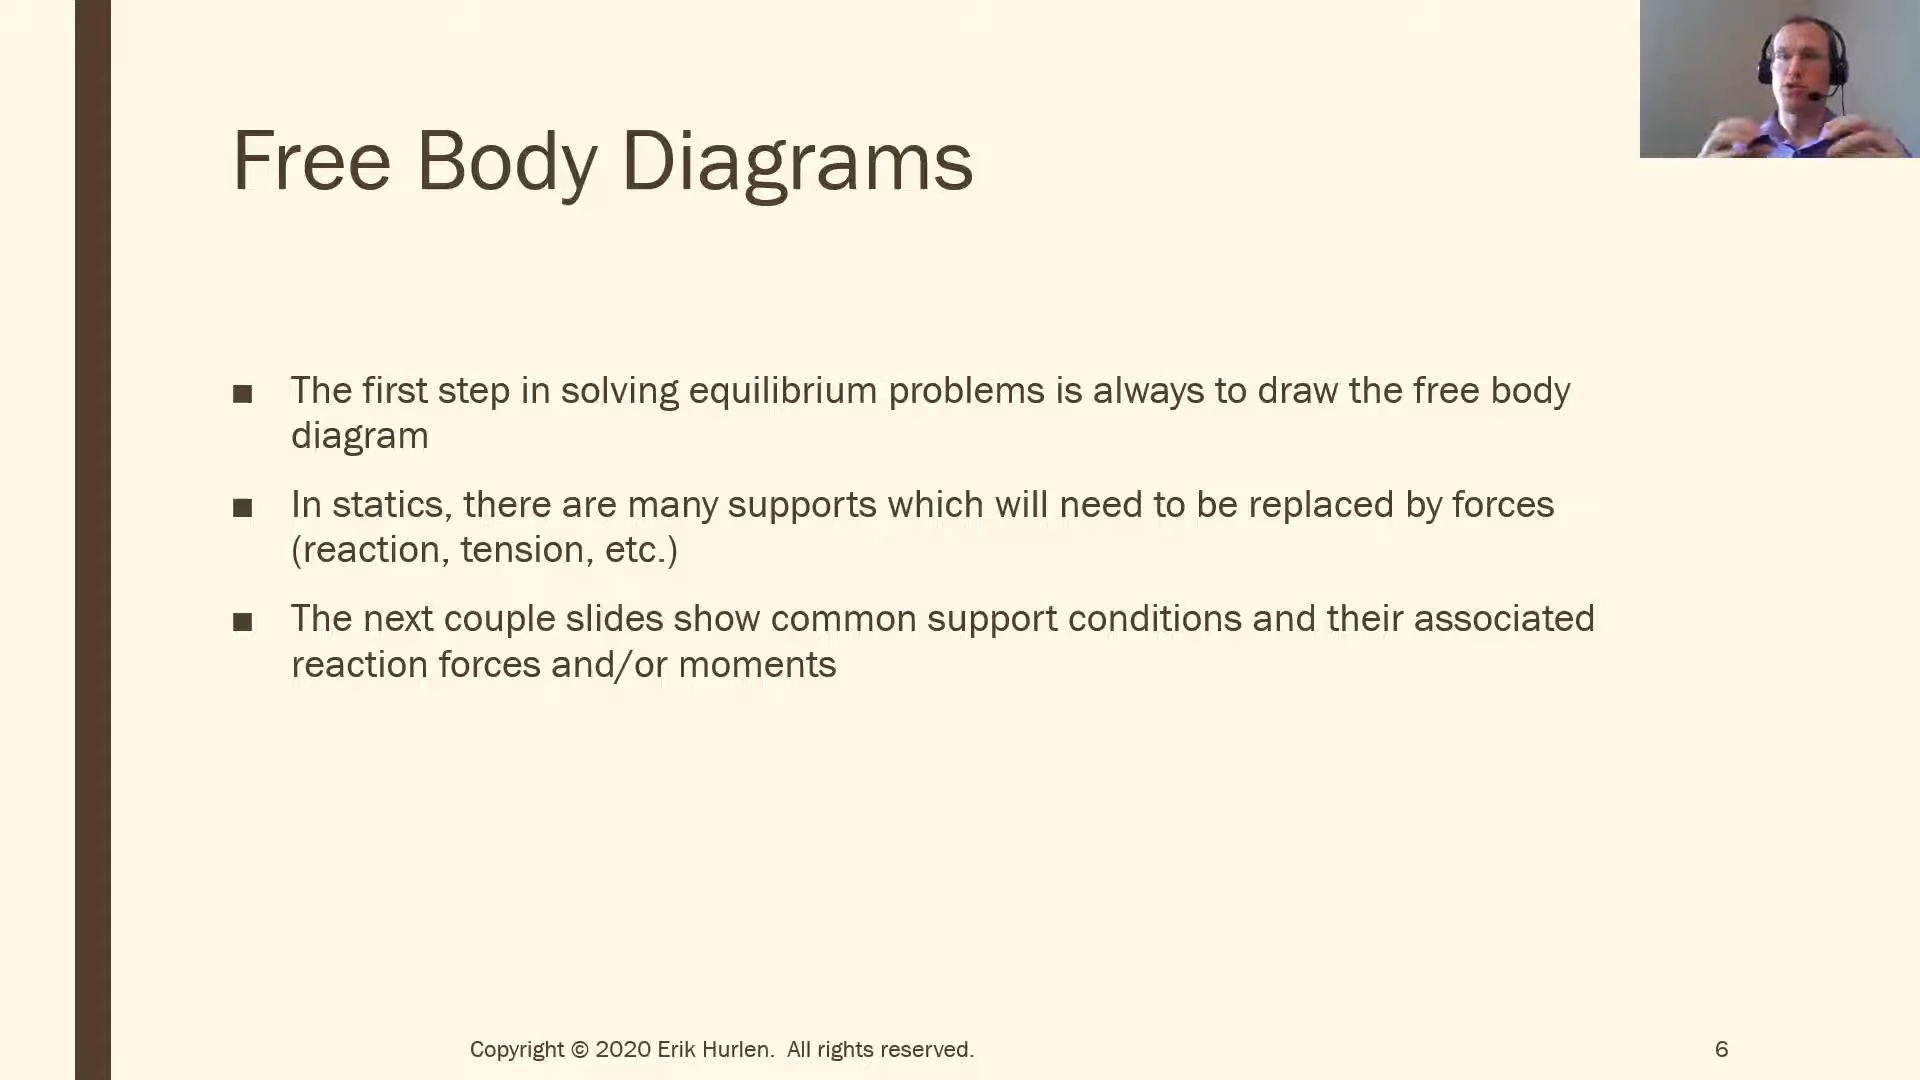 Free Body Diagrams
■ The first step in solving equilibrium problems is always to draw the free body
diagram
■ In statics, there are many supports which will need to be replaced by forces
(reaction, tension, etc.)
■ The next couple slides show common support conditions and their associated
reaction forces and/or moments
Copyright © 2020 Erik Hurlen. All rights reserved.
6